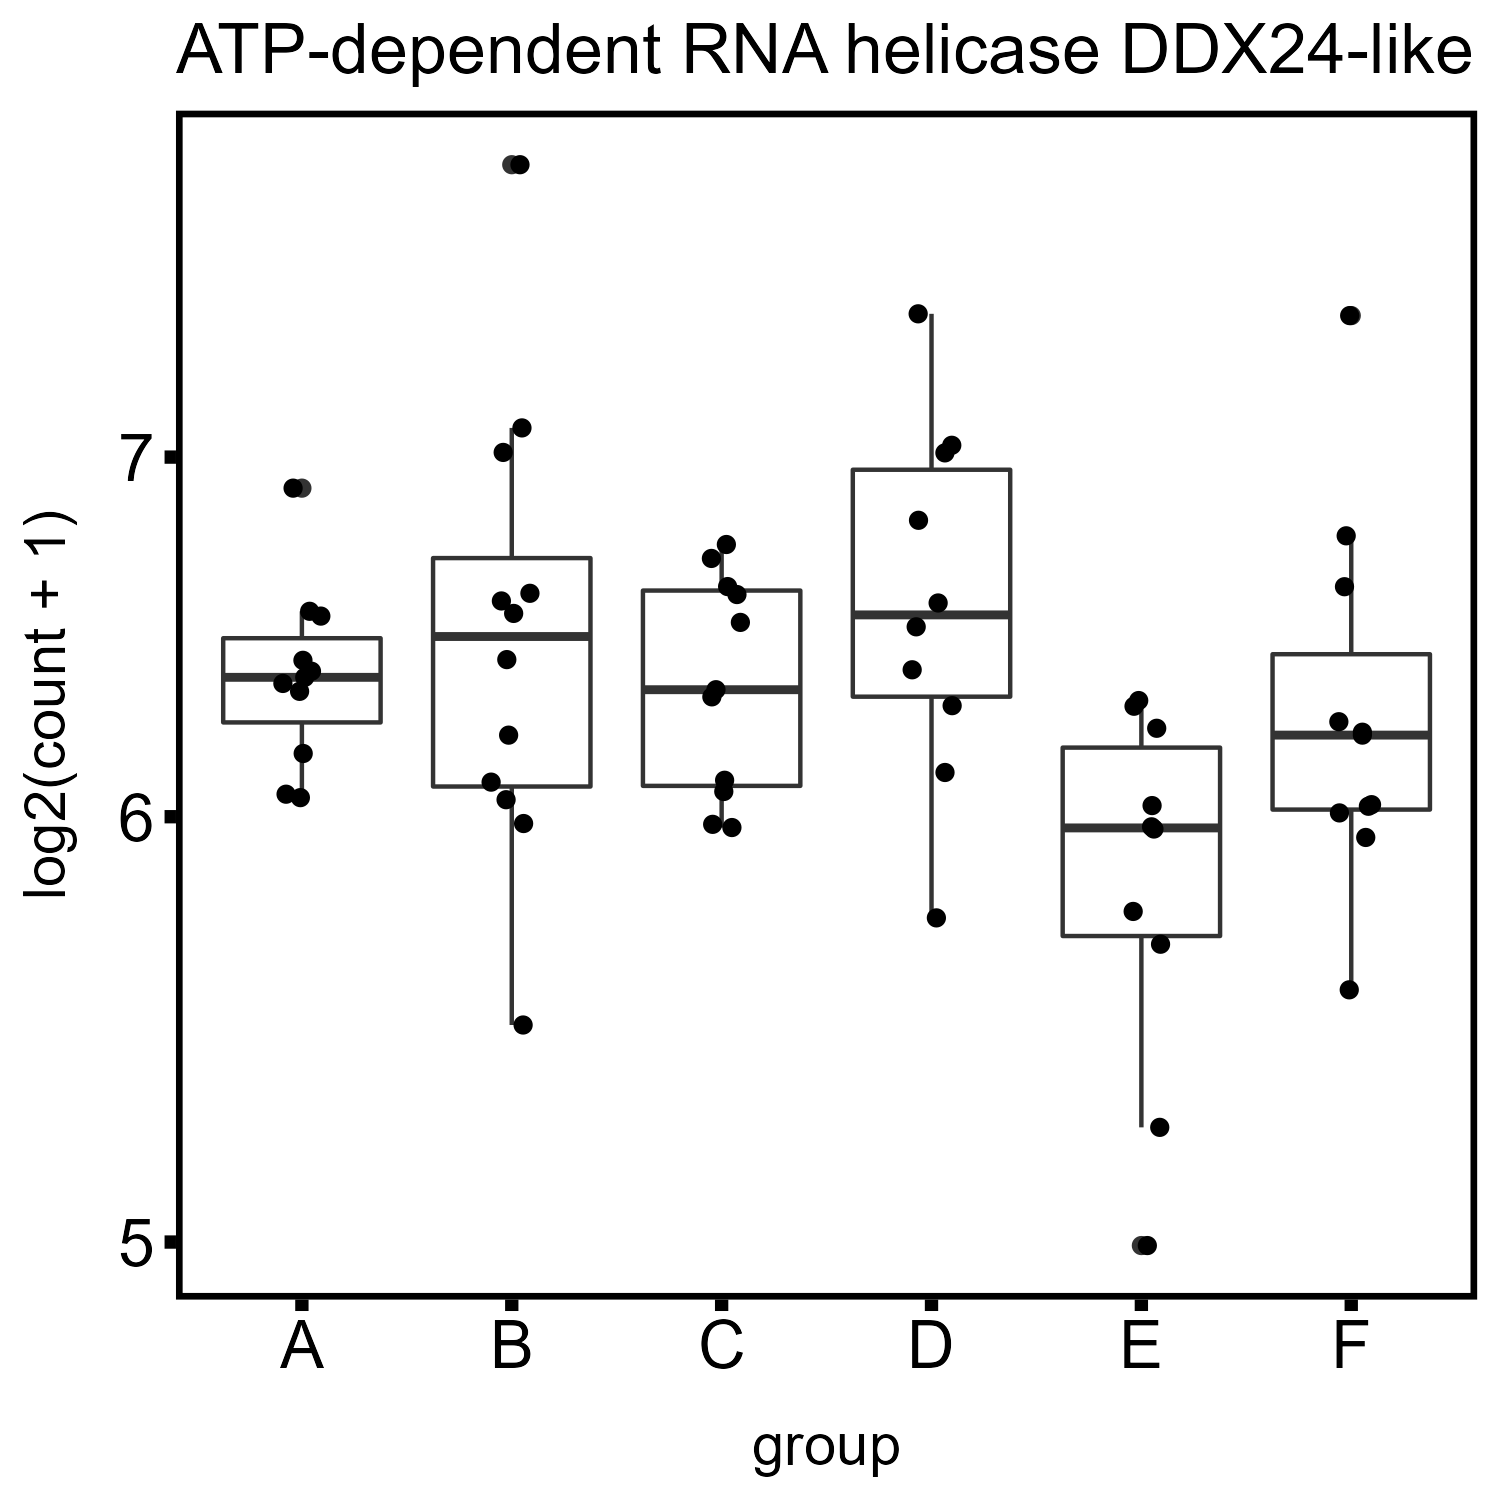 ATP-dependent RNA helicase DDX24-like
log2(count + 1)
7
6
5
A B C D E F
group